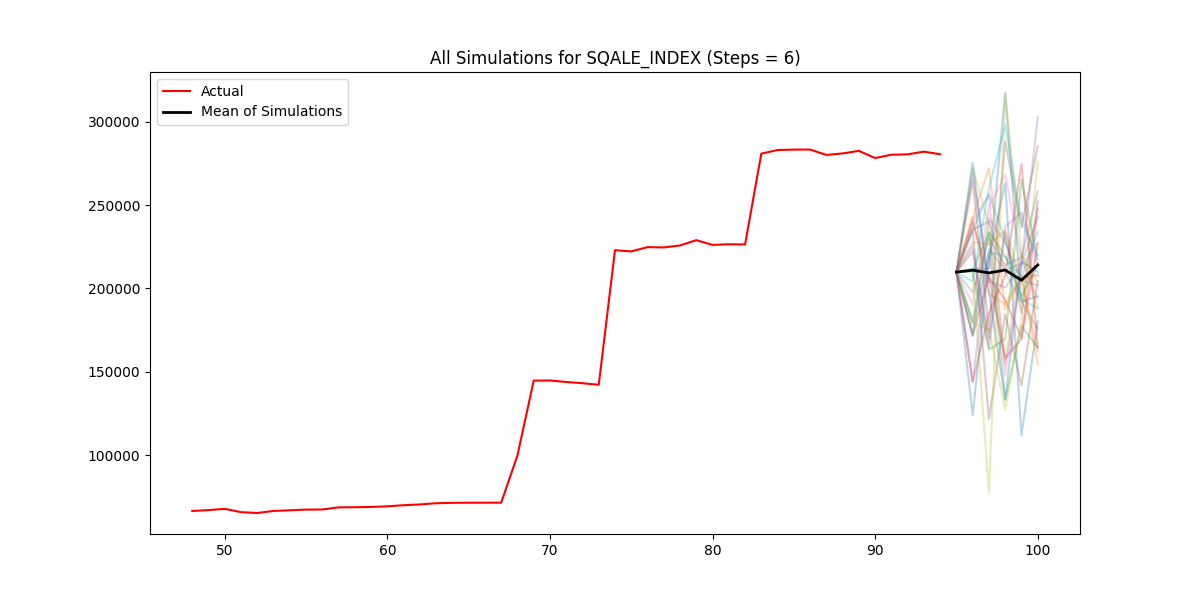 All Simulations for SQALE_INDEX (Steps = 6)
Actual
Mean of Simulations
300000
250000
200000
150000
100000
50 60 70 80 90 100